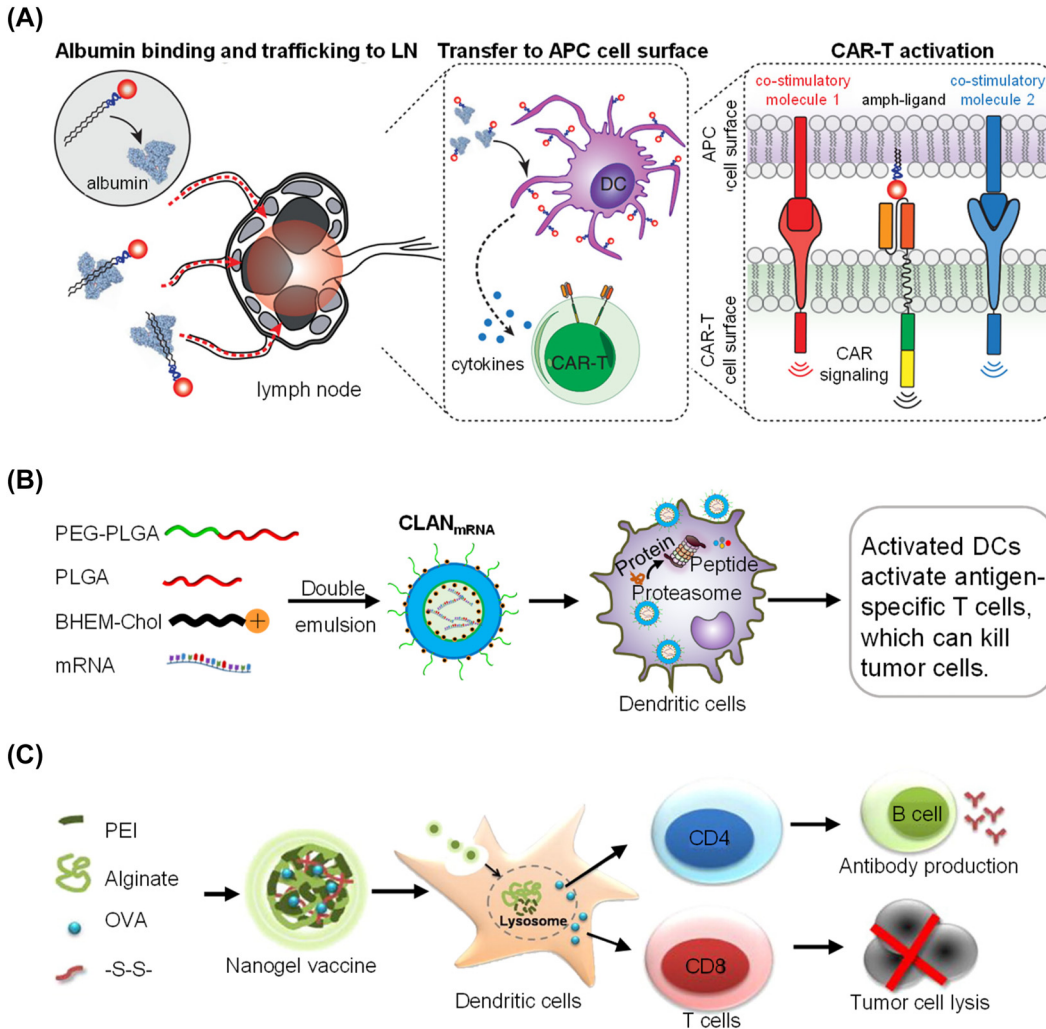 (A)
Albumin binding and trafficking to LN
albumin
lymph node
Transfer to APC cell surface
DC
cytokines
CAR-T
CAR-T activation
co-stimulatory
molecule 1
amph-ligand
co-stimulatory
molecule 2
APC
cell surface
CAR-T
cell surface
CAR
signaling
(B)
PEG-PLGA
PLGA
BHEM-Chol
+
mRNA
Double
emulsion
CLANmRNA
Protein
Peptide
Proteasome
Dendritic cells
Activated DCs
activate antigen-
specific T cells,
which can kill
tumor cells.
(C)
PEI
Alginate
OVA
-S-S-
Nanogel vaccine
Lysosome
Dendritic cells
CD4
CD8
T cells
B cell
Antibody production
Tumor cell lysis